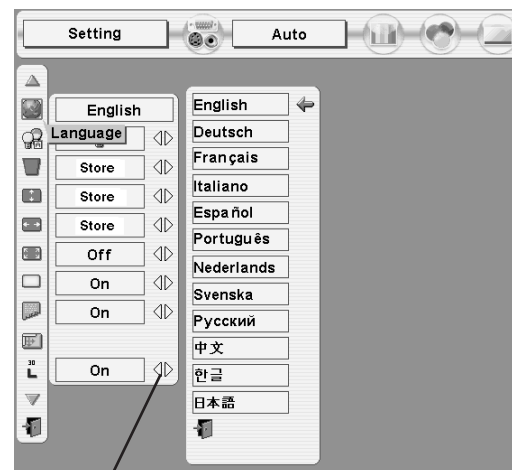 Setting
Auto
English
Language
Store
Store
Store
Off
On
On
30
On
English
Deutsch
Français
Italiano
Español
Português
Nederlands
Svenska
Русский
中文
한글
日本語